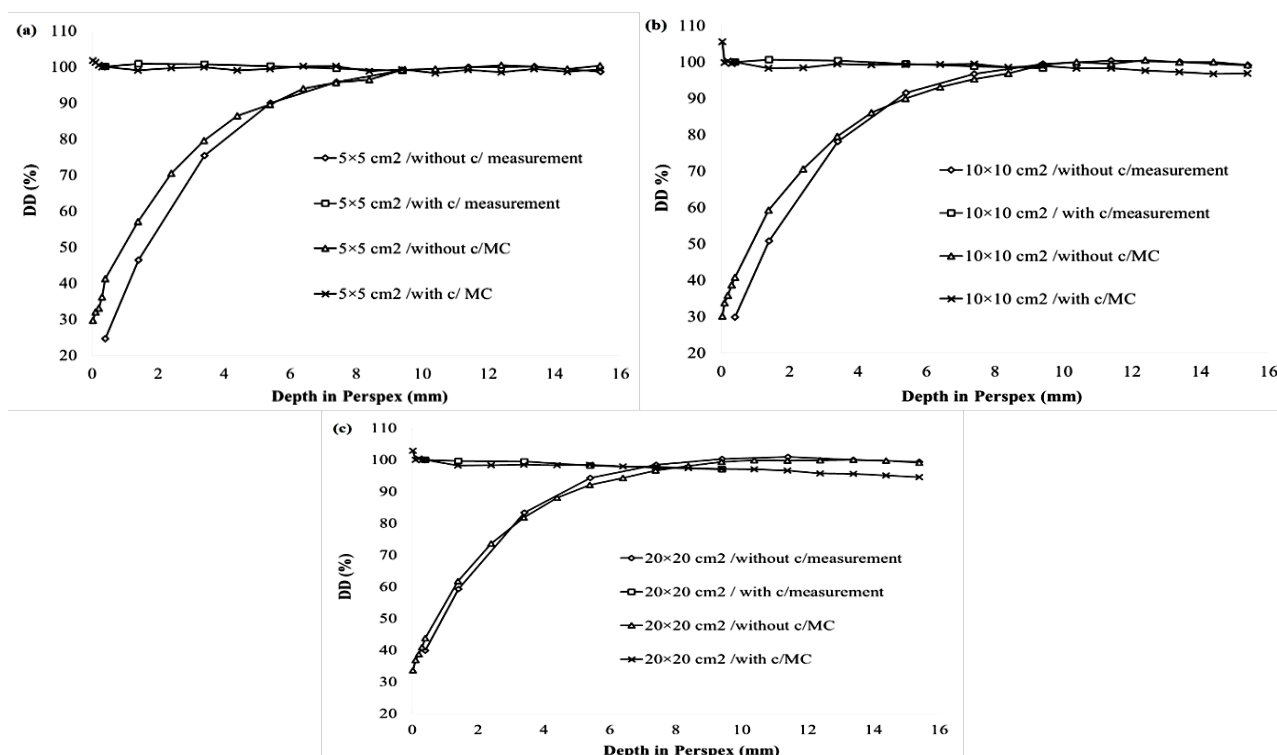 (a)
110
100
90
80
70
60
50
40
30
20
DD (%)
5×5 cm2 /without c/ measurement
5×5 cm2 /with c/ measurement
5×5 cm2 /without c/MC
5×5 cm2 /with c/ MC
0 2 4 6 8 10 12 14 16
Depth in Perspex (mm)
(b)
110
100
90
80
70
60
50
40
30
20
DD %)
10×10 cm2 /without c/measurement
10×10 cm2 / with c/measurement
10×10 cm2 /without c/MC
10×10 cm2 /with c/MC
0 2 4 6 8 10 12 14 16
Depth in Perspex (mm)
(c)
110
100
90
80
70
60
50
40
30
20
DD (%)
20×20 cm2 /without c/measurement
20×20 cm2 / with c/measurement
20×20 cm2 /without c/MC
20×20 cm2 /with c/MC
0 2 4 6 8 10 12 14 16
Depth in Perspex (mm)